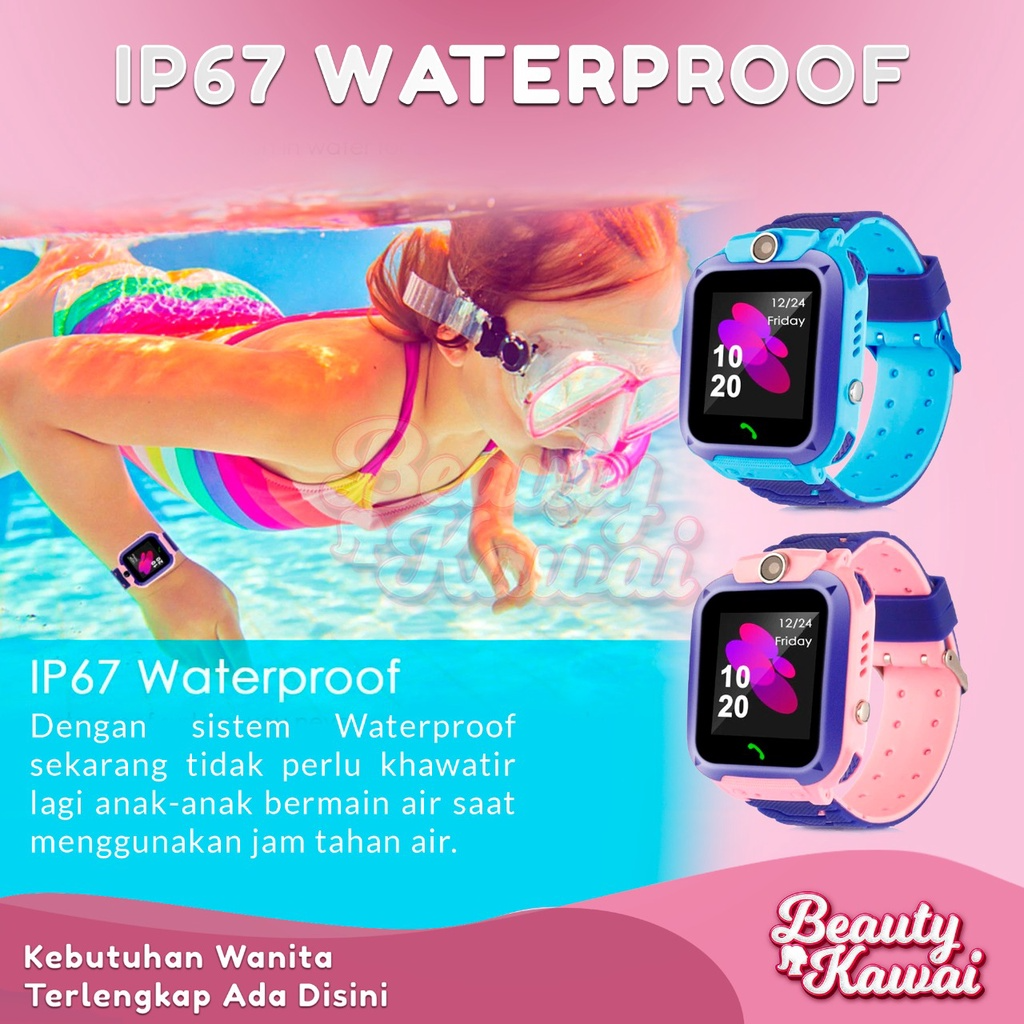 IP67 WATERPROOF
12/24
Friday
10
20
Beauty
Kawai
12/24
Friday
10
20
IP67 Waterproof
Dengan sistem Waterproof
sekarang tidak perlu khawatir
lagi anak-anak bermain air saat
menggunakan jam tahan air.
Kebutuhan Wanita
Terlengkap Ada Disini
Beauty
Kawai